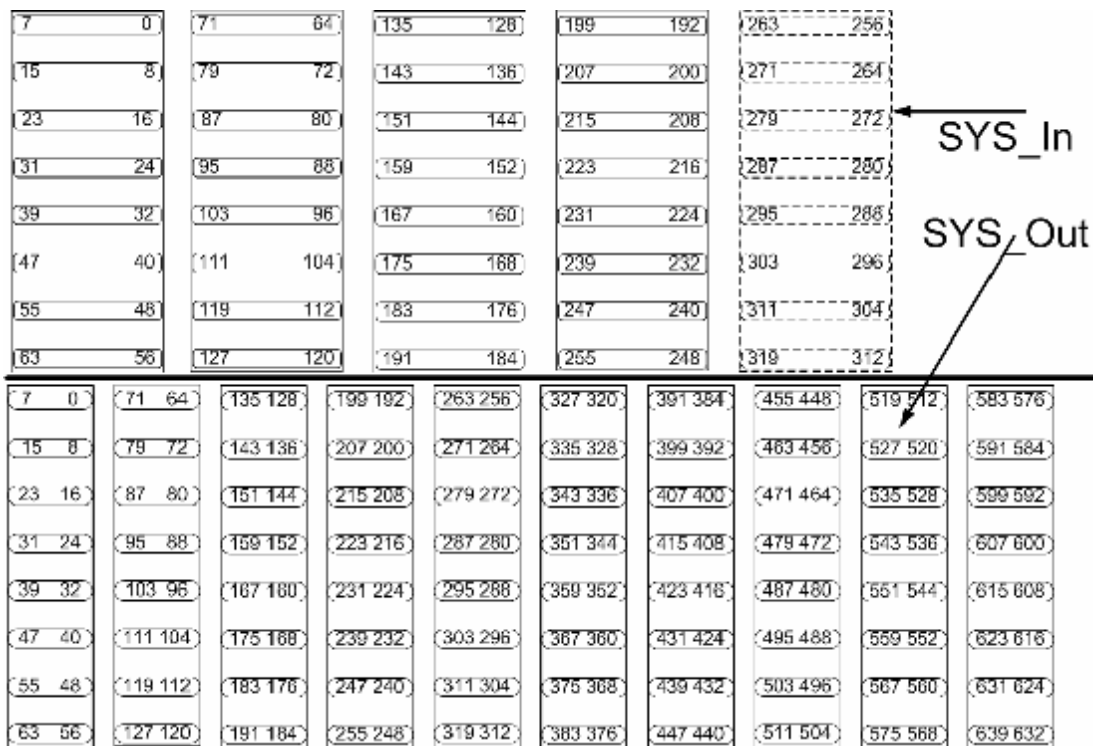 7 0 71 64 135 128 199 192 263 256
15 8 79 72 143 136 207 200 271 264
23 16 87 80 151 144 215 208 279 272
SYS_In
31 24 95 88 159 152 223 216 287 280
39 32 103 96 167 160 231 224 295 288
SYS_Out
47 40 111 104 175 168 239 232 303 296
55 48 119 112 183 176 247 240 311 304
63 56 127 120 191 184 255 248 319 312
7 0 71 64 135 128 199 192 263 256 327 320 391 384 455 448 519 512 583 576
15 8 79 72 143 136 207 200 271 264 335 328 399 392 463 456 527 520 591 584
23 16 87 80 151 144 215 208 279 272 343 336 407 400 471 464 535 528 599 592
31 24 95 88 159 152 223 216 287 280 351 344 415 408 479 472 543 536 607 600
39 32 103 96 167 160 231 224 295 288 359 352 423 416 487 480 551 544 615 608
47 40 111 104 175 168 239 232 303 296 367 360 431 424 495 488 559 552 623 616
55 48 119 112 183 176 247 240 311 304 375 368 439 432 503 496 567 560 631 624
63 56 127 120 191 184 255 248 319 312 383 376 447 440 511 504 575 568 639 632